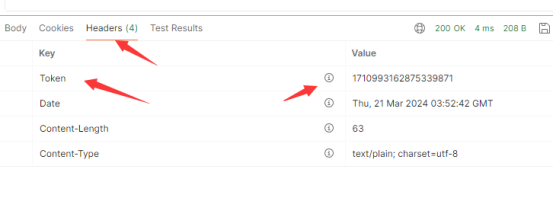 Body Cookies Headers (4) Test Results 200 OK 4 ms 208 B
Key Value
Token 1710993162875339871
Date Thu, 21 Mar 2024 03:52:42 GMT
Content-Length 63
Content-Type text/plain; charset=utf-8